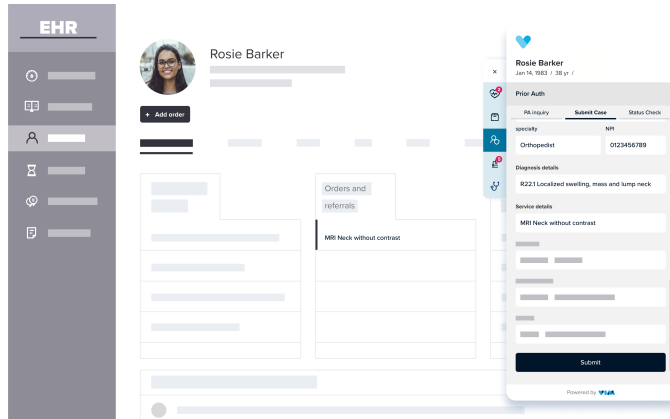 EHR
Rosie Barker
+ Add order
Orders and
referrals
MRI Neck without contrast
×
Rosie Barker
Jan 14, 1983 / 38 yr /
Prior Auth
PA inquiry
Submit Case
Status Check
specialty
NPI
Orthopedist
0123456789
Diagnosis details
R22.1 Localized swelling, mass and lump neck
Service details
MRI Neck without contrast
Submit
Powered by VIM